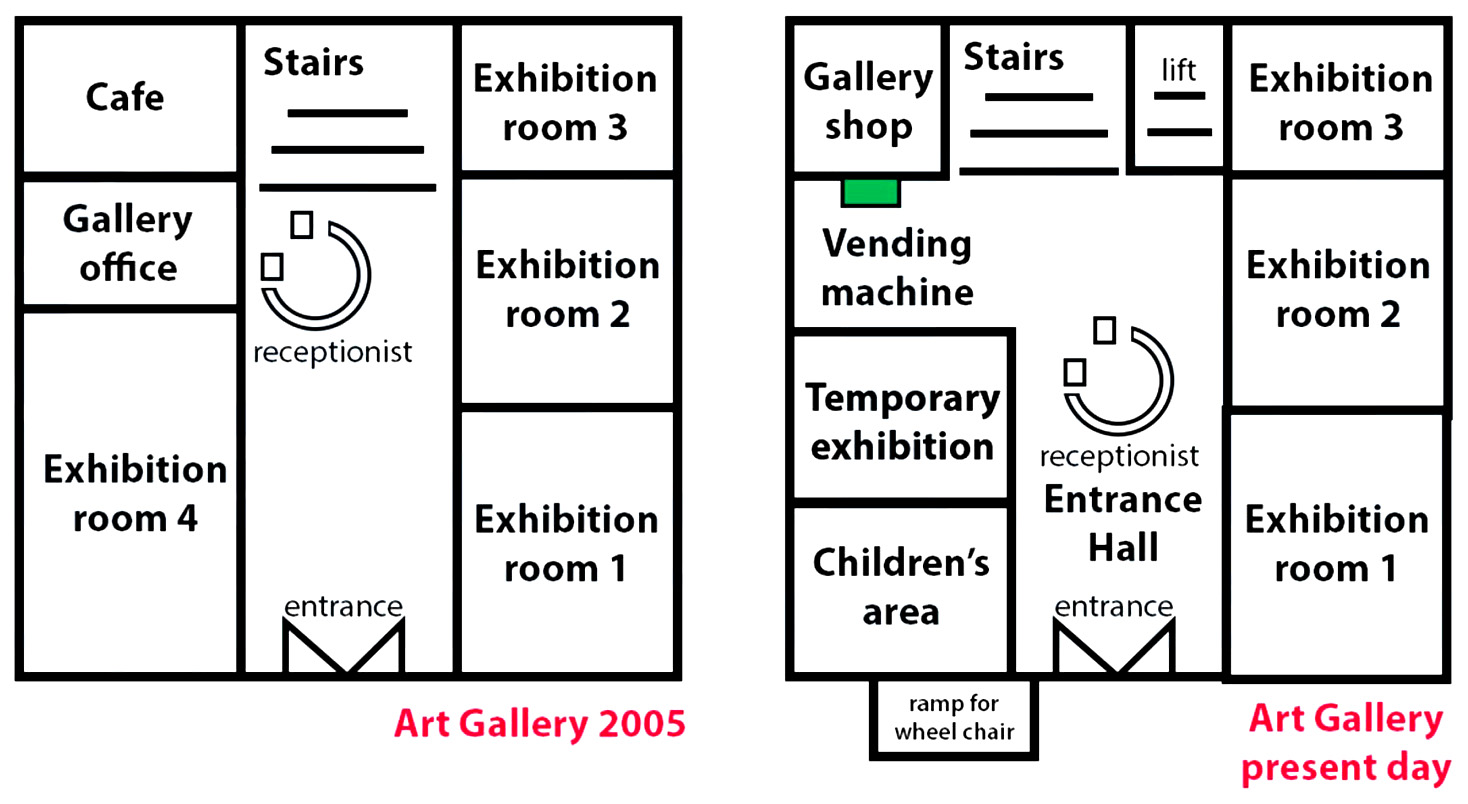 Cafe
Stairs
Exhibition
room 3
Gallery
office
receptionist
Exhibition
room 2
Exhibition
room 4
entrance
Exhibition
room 1
Art Gallery 2005
Gallery
shop
Stairs
lift
Exhibition
room 3
Vending
machine
Exhibition
room 2
Temporary
exhibition
receptionist
Entrance
Hall
Children's
area
entrance
Exhibition
room 1
ramp for
wheel chair
Art Gallery
present day